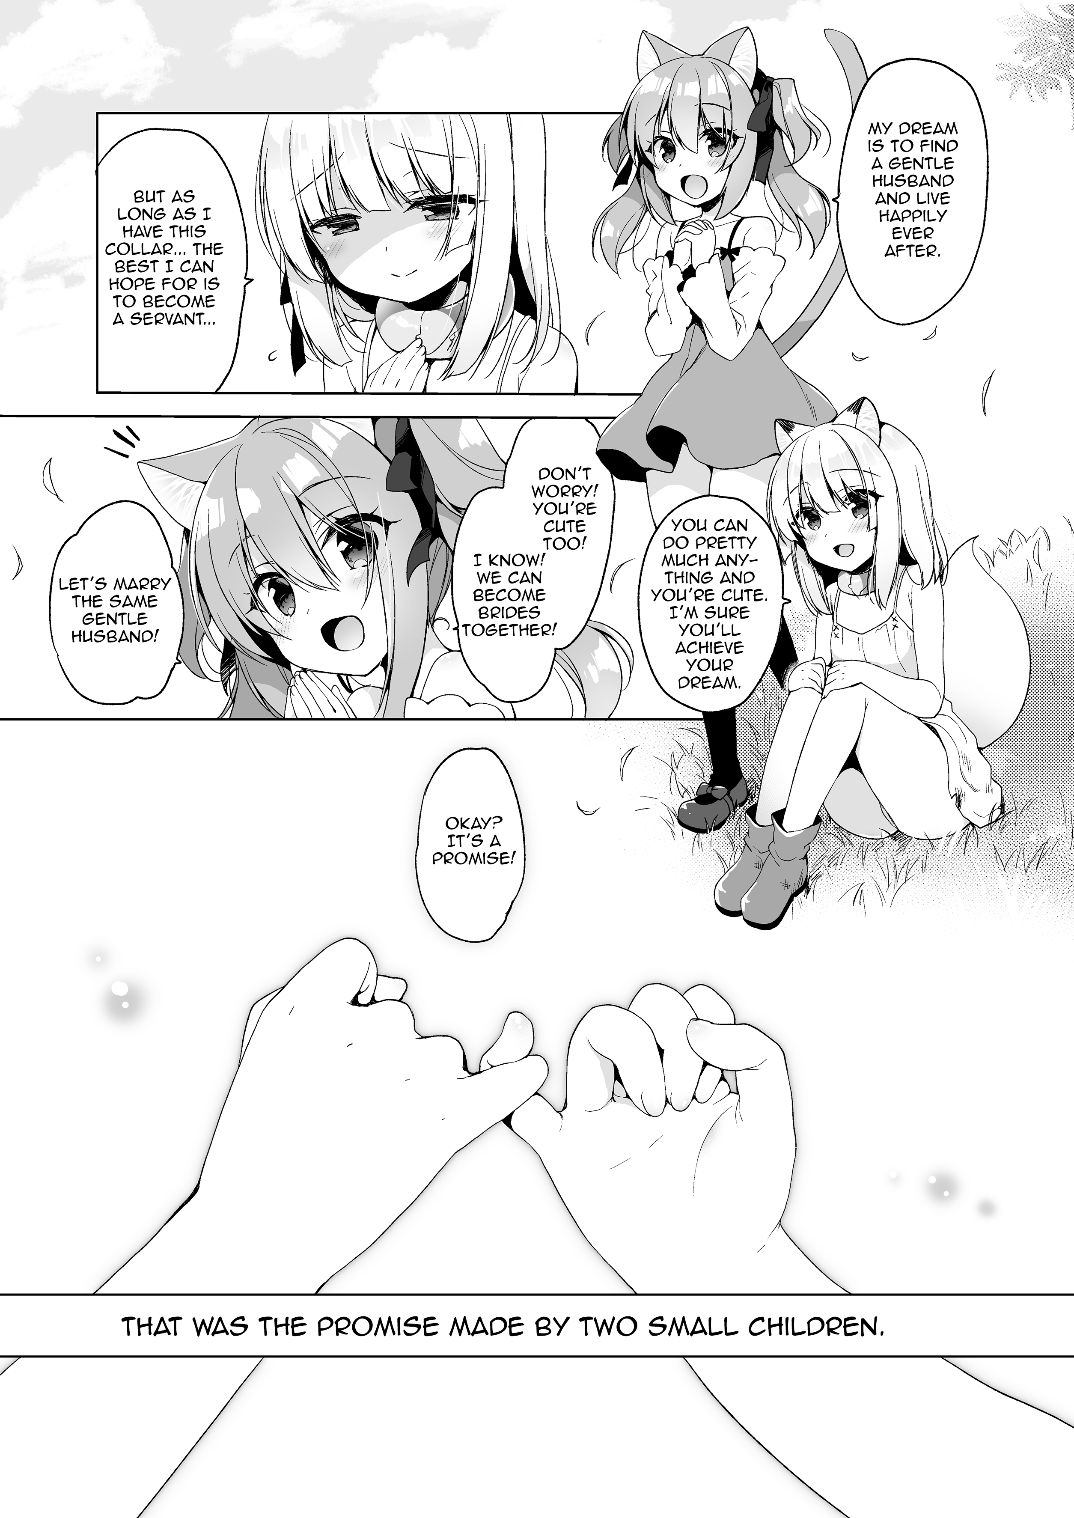 MY DREAM
IS TO FIND
A GENTLE
HUSBAND
AND LIVE
HAPPILY
EVER
AFTER.
YOU CAN
DO PRETTY
MUCH ANY-
THING AND
YOU'RE CUTE.
I'M SURE
YOU'LL
ACHIEVE
YOUR
DREAM.
BUT AS
LONG AS I
HAVE THIS
COLLAR... THE
BEST I CAN
HOPE FOR IS
TO BECOME
A SERVANT...
DON'T
WORRY!
YOU'RE
CUTE
TOO!
I KNOW!
WE CAN
BECOME
BRIDES
TOGETHER!
LET'S MARRY
THE SAME
GENTLE
HUSBAND!
OKAY?
IT'S A
PROMISE!
THAT WAS THE PROMISE MADE BY TWO SMALL CHILDREN.